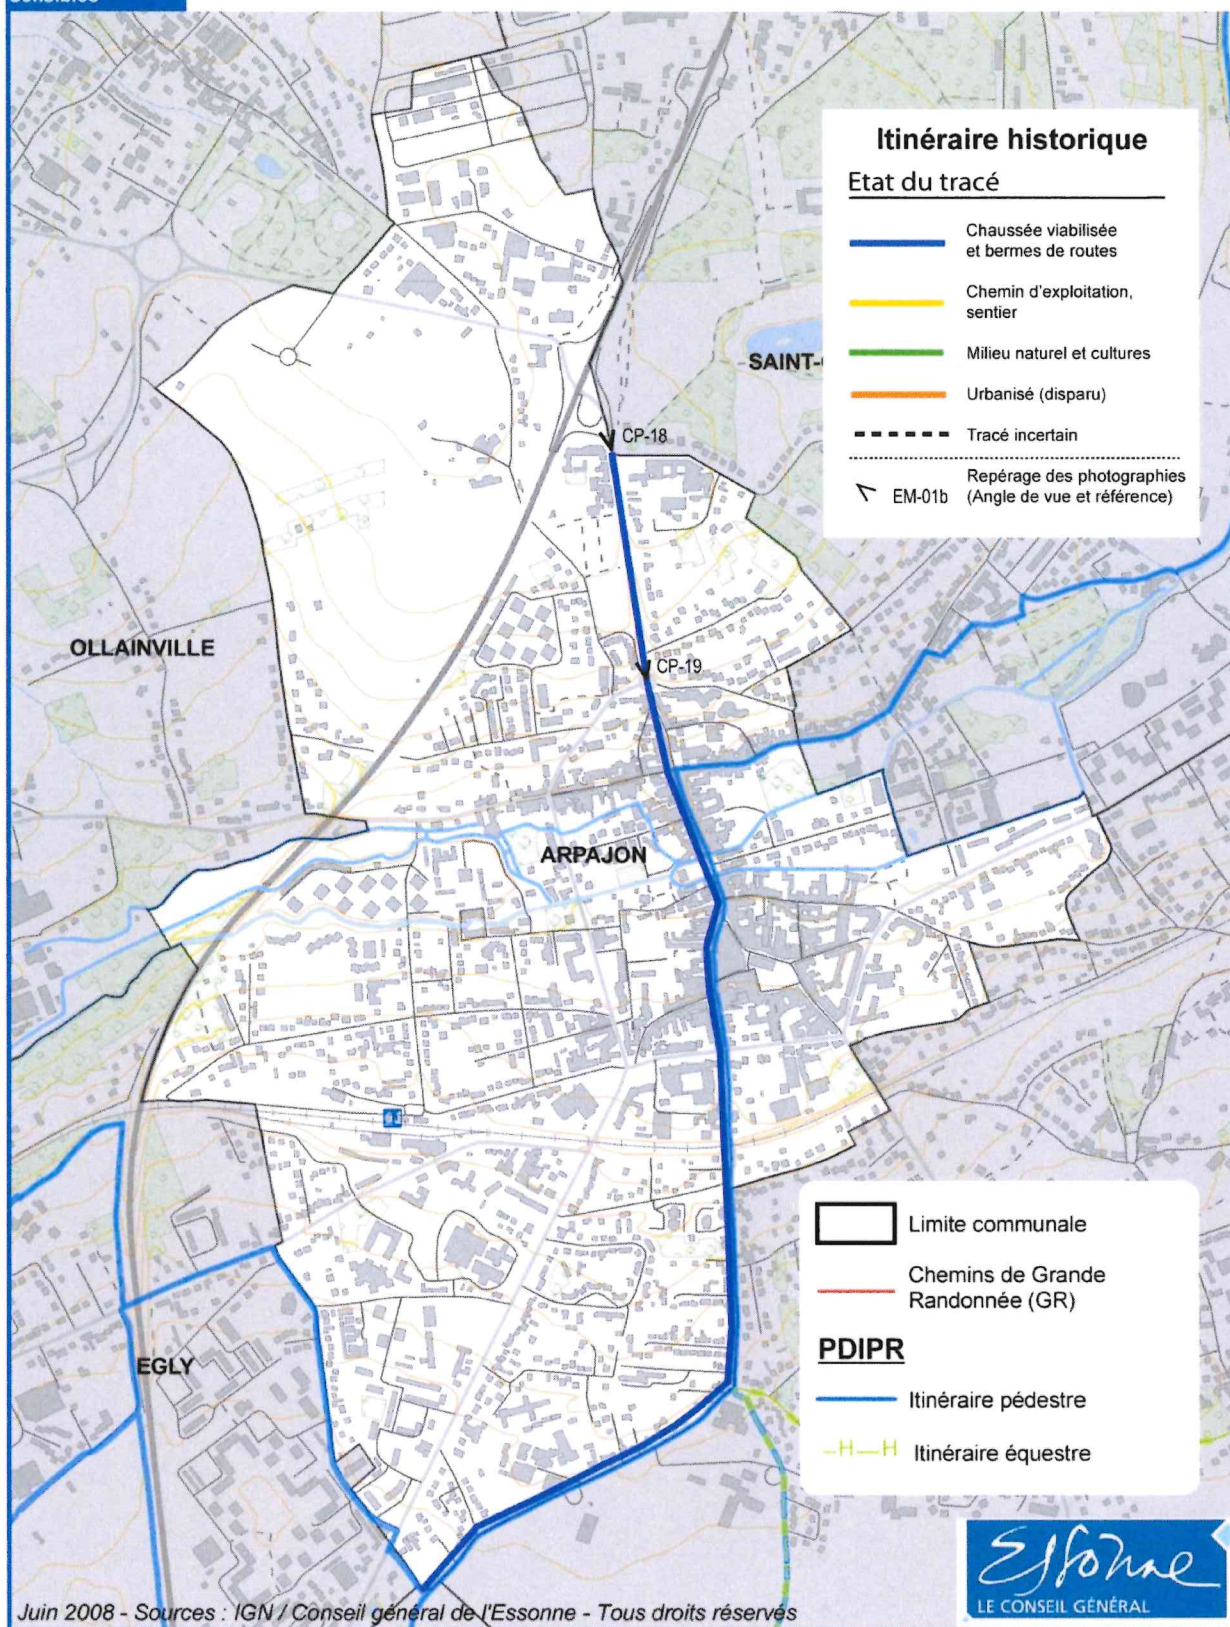 Sensibles
Itinéraire historique
Etat du tracé
Chaussée viabilisée
et bermes de routes
Chemin d'exploitation,
sentier
Milieu naturel et cultures
Urbanisé (disparu)
Tracé incertain
Repérage des photographies
EM-01b (Angle de vue et référence)
SAINT-
CP-18
OLLAINVILLE
CP-19
ARPAJON
Limite communale
Chemins de Grande
Randonnée (GR)
PDIPR
EGLY
Itinéraire pédestre
H H Itinéraire équestre
Essonne
LE CONSEIL GÉNÉRAL
Juin 2008 - Sources : IGN / Conseil général de l'Essonne - Tous droits réservés